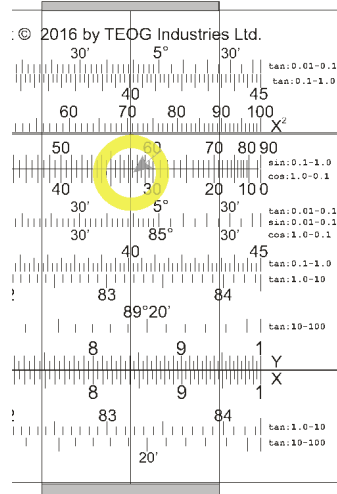 : © 2016 by TEOG Industries Ltd.
30' 5° 30'
tan:0.01-0.1
tan:0.1-1.0
40 45
60 70 80 90 100
X²
50 60 70 80 90
sin:0.1-1.0
cos:1.0-0.1
40 30 20 10 0
30' 5° 30'
tan:0.01-0.1
sin:0.01-0.1
cos:1.0-0.1
30' 85° 30'
40 45
tan:0.1-1.0
tan:1.0-10
83 84
89°20'
tan:10-100
8 9 1
Y
X
8 9 1
83 84
tan:1.0-10
tan:10-100
20'